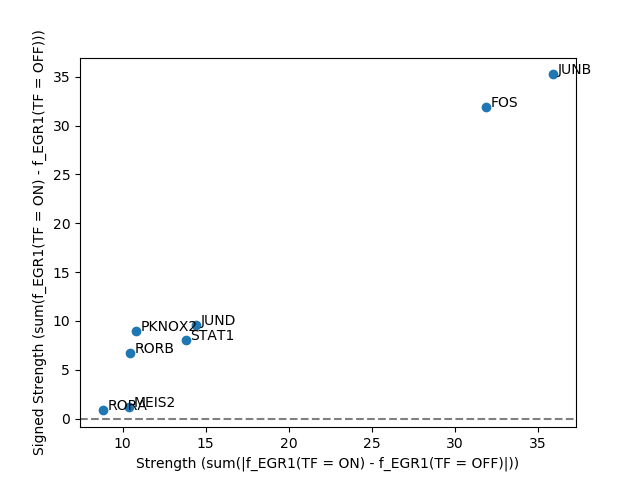 JUNB
FOS
JUND
PKNOX2
STAT1
RORB
MEIS2
RORA
35
30
25
20
15
10
5
0
10
15
20
25
30
35
Signed Strength (sum(f_EGR1(TF = ON) - f_EGR1(TF = OFF)))
Strength (sum(|f_EGR1(TF = ON) - f_EGR1(TF = OFF)|))